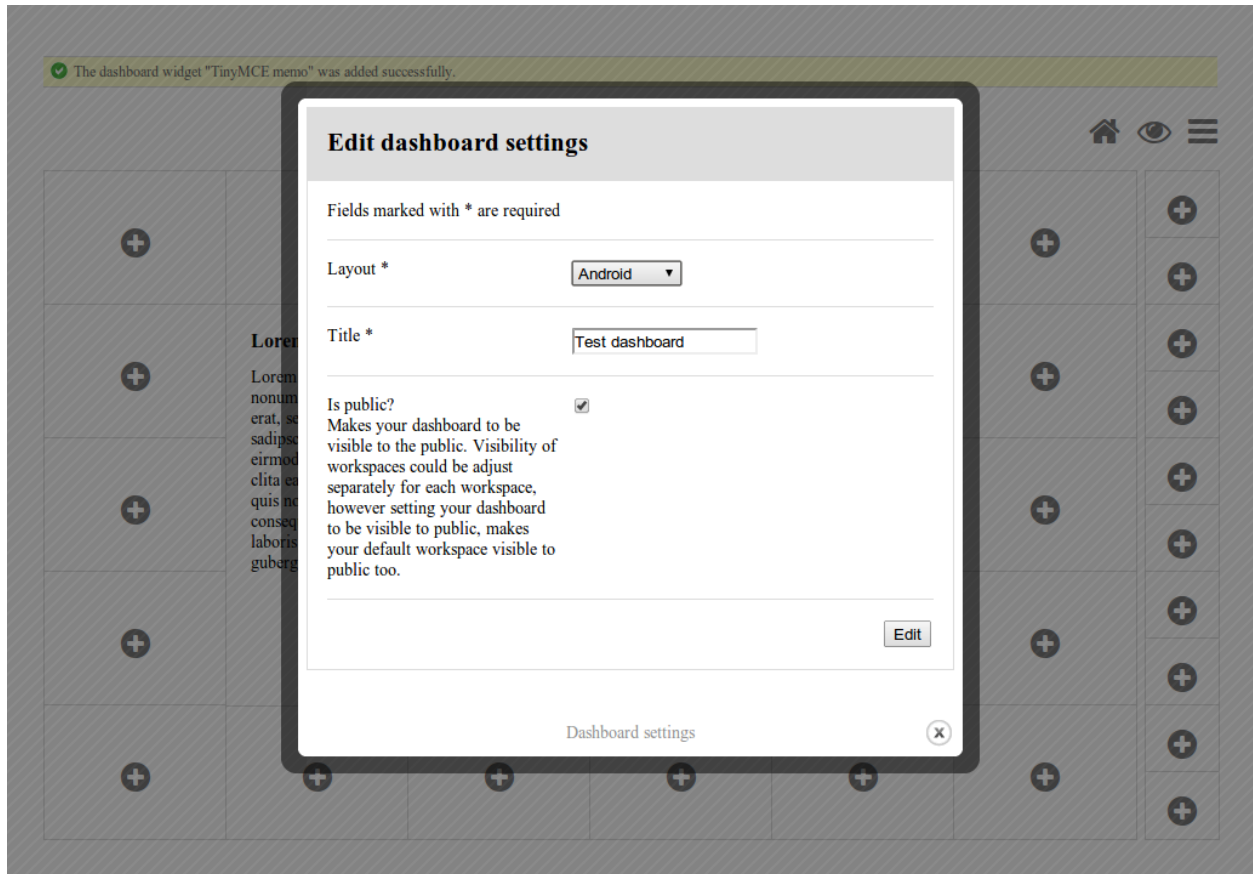 The dashboard widget "TinyMCE memo" was added successfully.
Edit dashboard settings
Fields marked with * are required
Layout *
Android
Title *
Test dashboard
Is public?
Makes your dashboard to be
visible to the public. Visibility of
workspaces could be adjust
separately for each workspace,
however setting your dashboard
to be visible to public, makes
your default workspace visible to
public too.
Edit
Lorem
nonum
erat, se
sadipsc
eirmod
clita ea
quis no
consequ
laboris
guberg
Dashboard settings
x